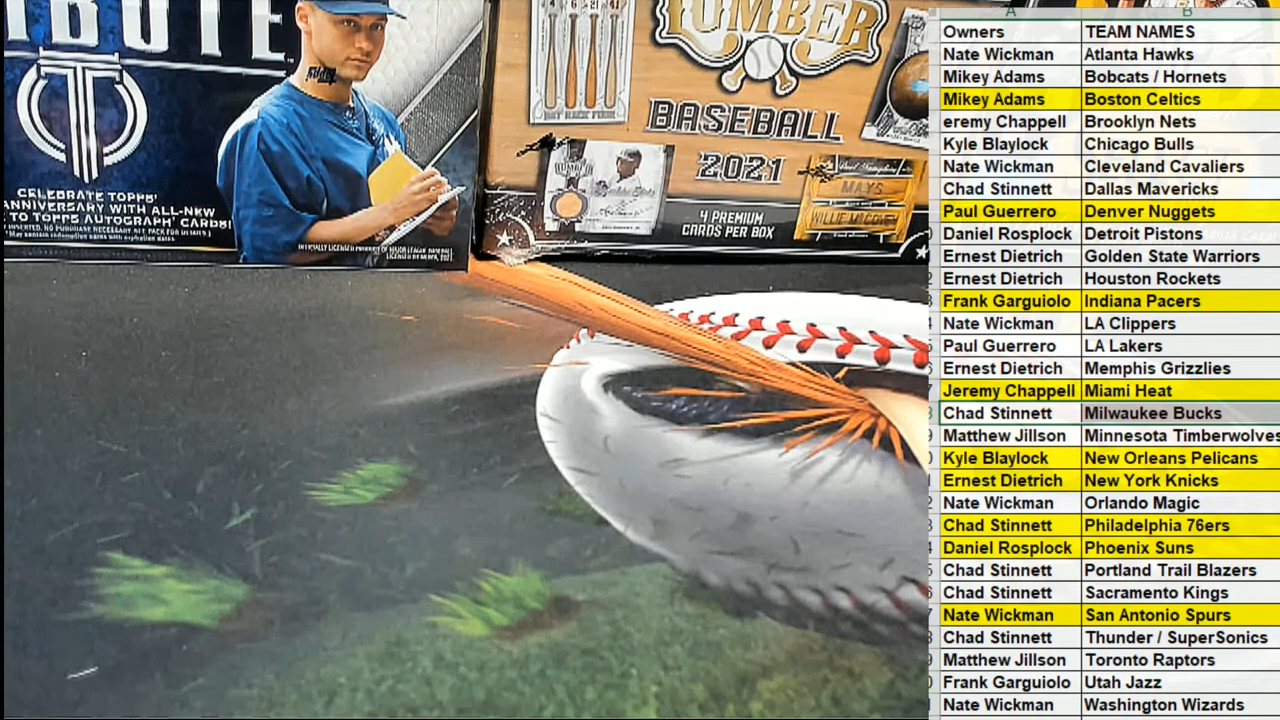 IBUTE
CELEBRATE TOPPS'
ANNIVERSARY WITH ALL-NEW
TO TOPPS AUTOGRAPH CARDS!
LUMBER
BASEBALL
2021
4 PREMIUM
CARDS PER BOX
MAYS
A B
Owners TEAM NAMES
Nate Wickman Atlanta Hawks
Mikey Adams Bobcats / Hornets
Mikey Adams Boston Celtics
eremy Chappell Brooklyn Nets
Kyle Blaylock Chicago Bulls
Nate Wickman Cleveland Cavaliers
Chad Stinnett Dallas Mavericks
Paul Guerrero Denver Nuggets
Daniel Rosplock Detroit Pistons
Ernest Dietrich Golden State Warriors
Ernest Dietrich Houston Rockets
Frank Garguiolo Indiana Pacers
Nate Wickman LA Clippers
Paul Guerrero LA Lakers
Ernest Dietrich Memphis Grizzlies
Jeremy Chappell Miami Heat
Chad Stinnett Milwaukee Bucks
Matthew Jillson Minnesota Timberwolves
Kyle Blaylock New Orleans Pelicans
Ernest Dietrich New York Knicks
Nate Wickman Orlando Magic
Chad Stinnett Philadelphia 76ers
Daniel Rosplock Phoenix Suns
Chad Stinnett Portland Trail Blazers
Chad Stinnett Sacramento Kings
Nate Wickman San Antonio Spurs
Chad Stinnett Thunder / SuperSonics
Matthew Jillson Toronto Raptors
Frank Garguiolo Utah Jazz
Nate Wickman Washington Wizards